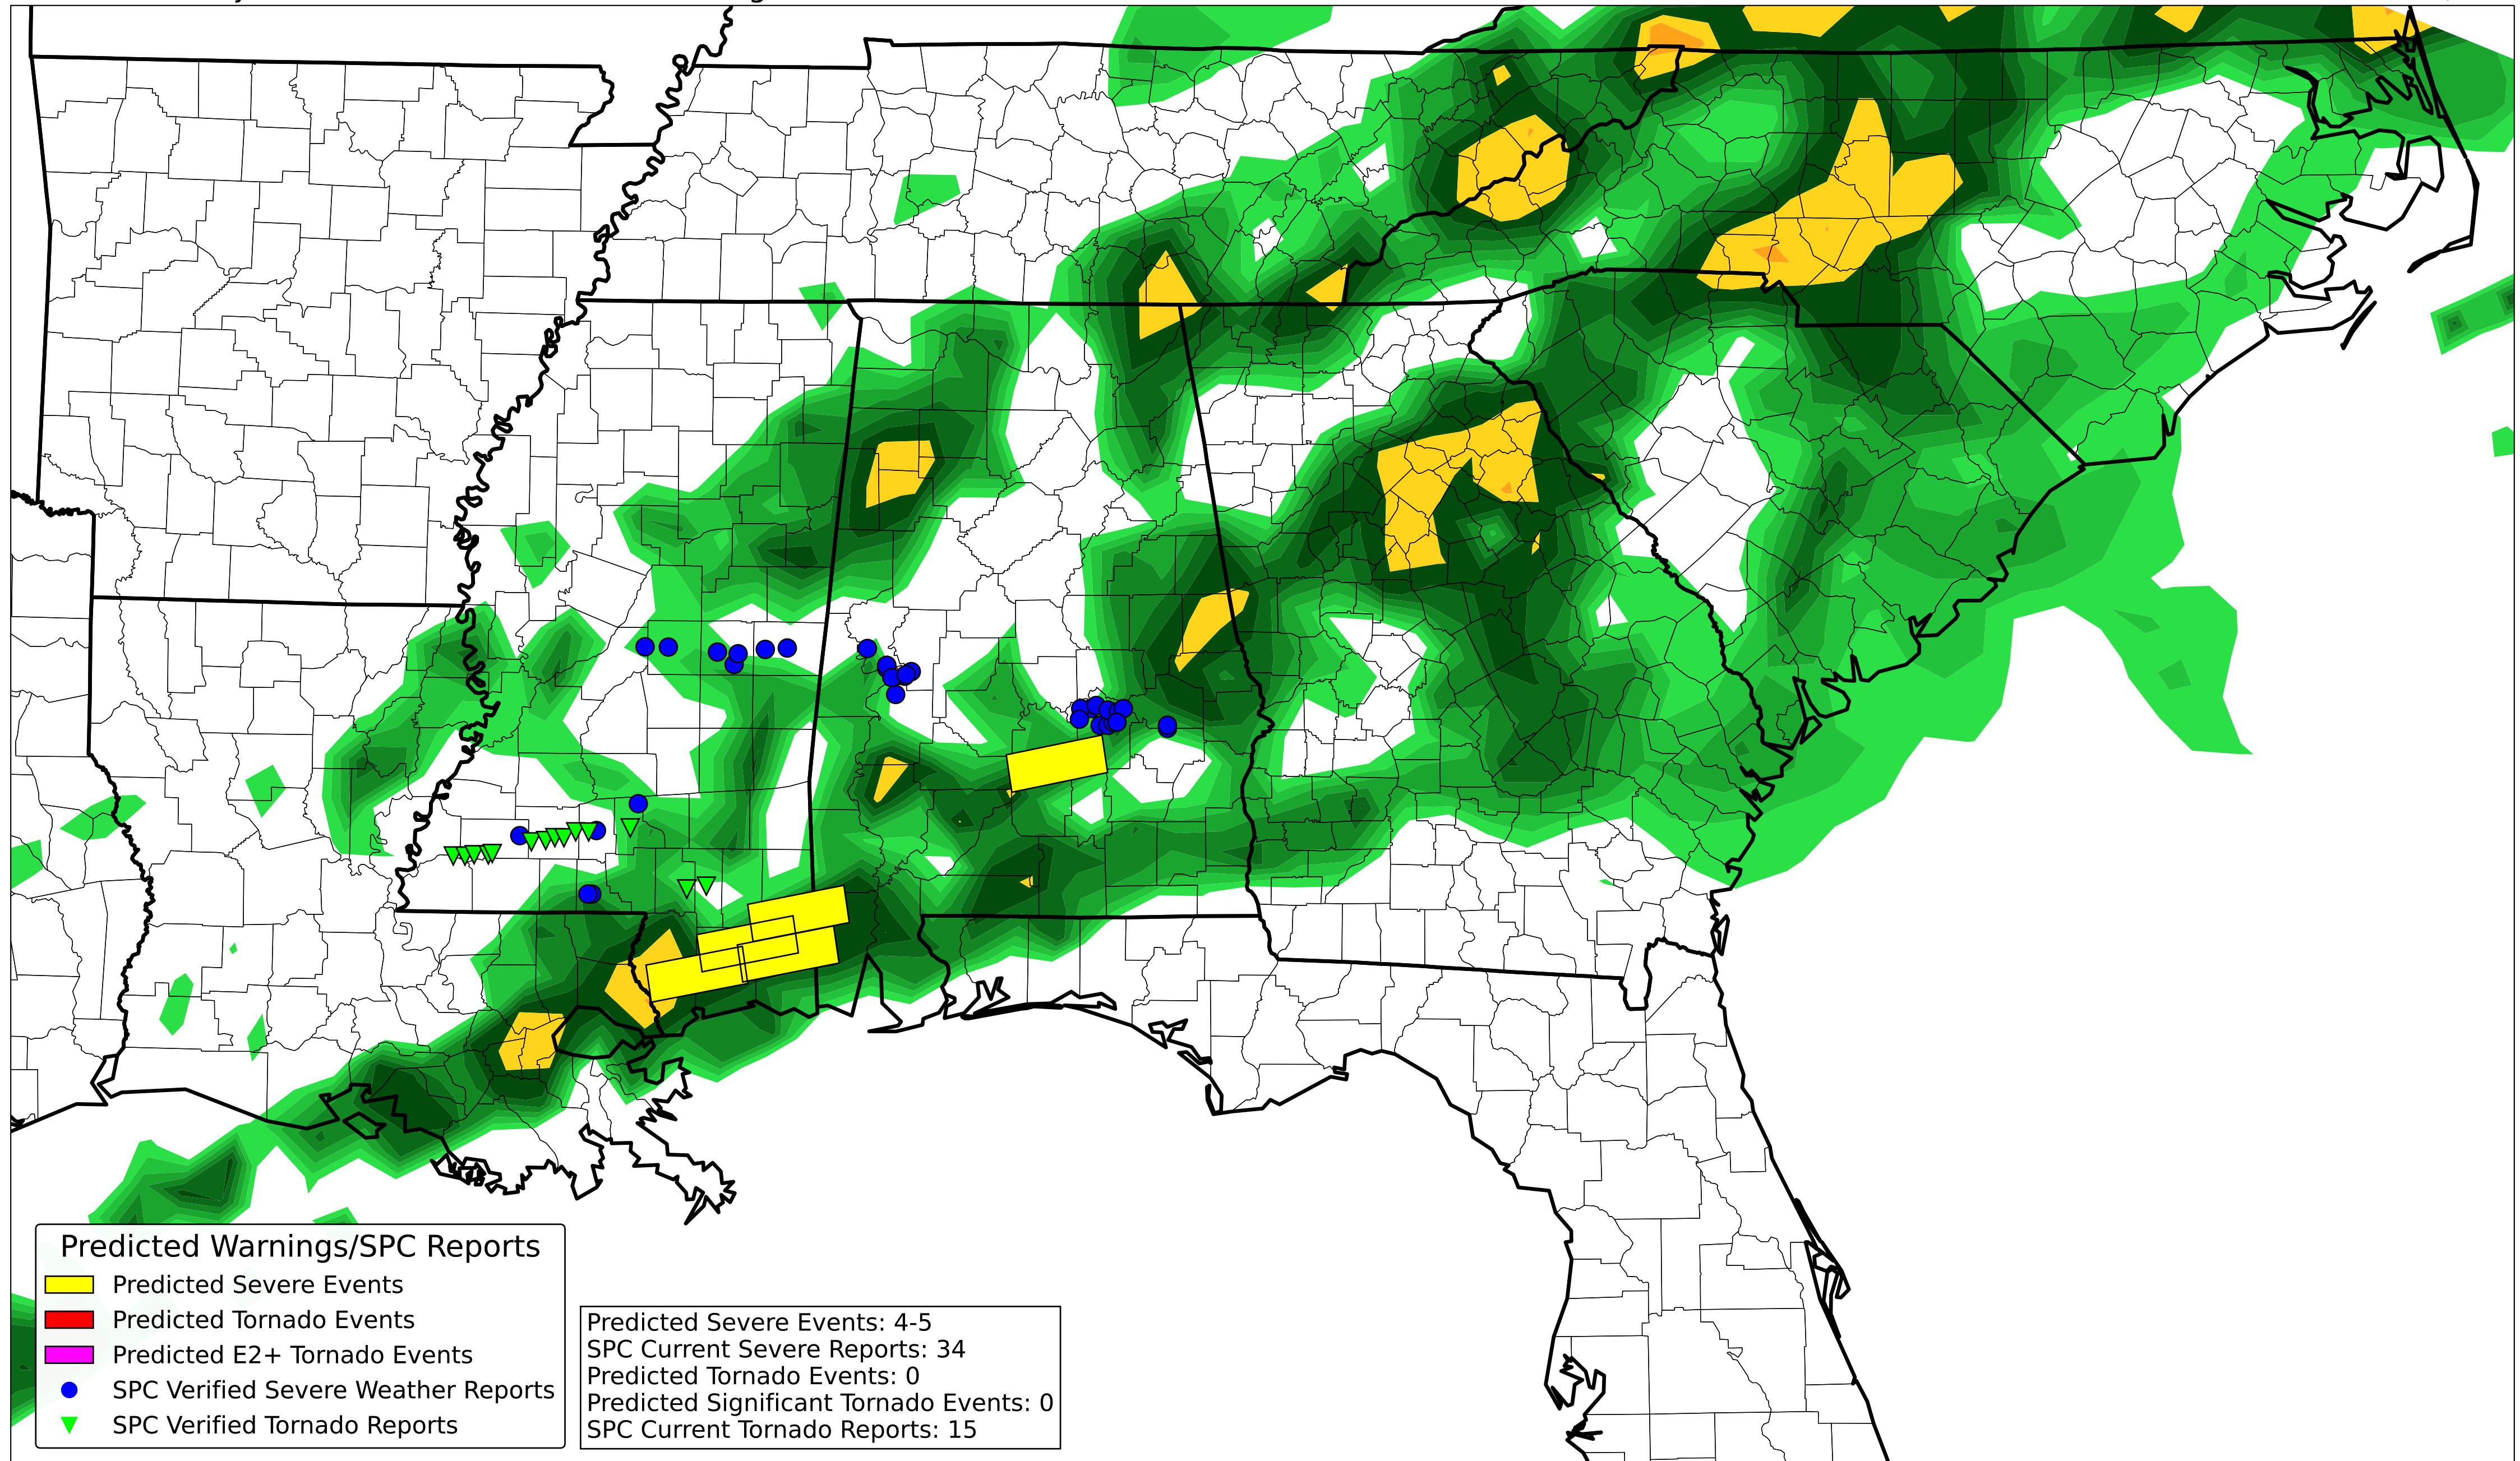 Predicted Warnings/SPC Reports
Predicted Severe Events
Predicted Tornado Events
Predicted E2+ Tornado Events
SPC Verified Severe Weather Reports
SPC Verified Tornado Reports
Predicted Severe Events: 4-5
SPC Current Severe Reports: 34
Predicted Tornado Events: 0
Predicted Significant Tornado Events: 0
SPC Current Tornado Reports: 15